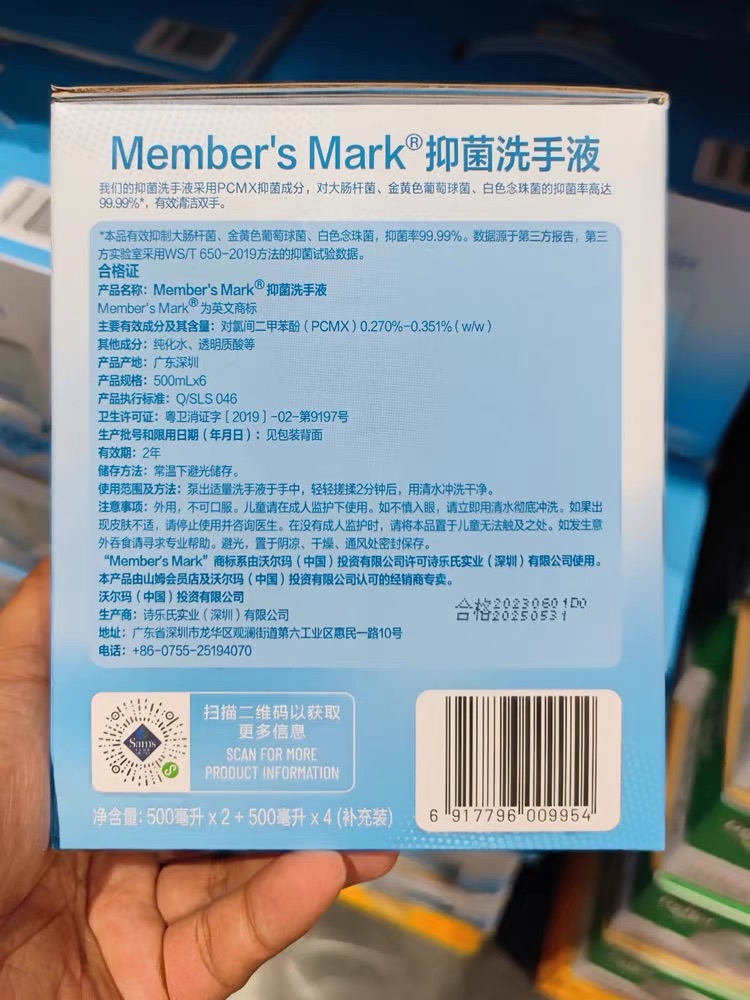 Member's Mark®抑菌洗手液
我们的抑菌洗手液采用PCMX抑菌成分，对大肠杆菌、金黄色葡萄球菌、白色念珠菌的抑菌率高达
99.99%*，有效清洁双手。
*本品有效抑制大肠杆菌、金黄色葡萄球菌、白色念珠菌，抑菌率99.99%。数据源于第三方报告，第三
方实验室采用WS/T 650-2019方法的抑菌试验数据。
合格证
产品名称：Member's Mark®抑菌洗手液
Member's Mark®为英文商标
主要有效成分及其含量：对氯间二甲苯酚（PCMX）0.270%-0.351%（w/w）
其他成分：纯化水、透明质酸等
产品产地：广东深圳
产品规格：500mLx6
产品执行标准：Q/SLS 046
卫生许可证：粤卫消证字［2019］-02-第9197号
生产批号和限用日期（年月日）：见包装背面
有效期：2年
储存方法：常温下避光储存。
使用范围及方法：泵出适量洗手液于手中，轻轻搓揉2分钟后，用清水冲洗干净。
注意事项：外用，不可口服。儿童请在成人监护下使用。如不慎入眼，请立即用清水彻底冲洗。如果出
现皮肤不适，请停止使用并咨询医生。在没有成人监护时，请将本品置于儿童无法触及之处。如发生意
外吞食请寻求专业帮助。避光，置于阴凉、干燥、通风处密封保存。
“Member's Mark”商标系由沃尔玛（中国）投资有限公司许可诗乐氏实业（深圳）有限公司使用。
本产品由山姆会员店及沃尔玛（中国）投资有限公司认可的经销商专卖。
沃尔玛（中国）投资有限公司
生产商：诗乐氏实业（深圳）有限公司
地址：广东省深圳市龙华区观澜街道第六工业区惠民一路10号
电话：+86-0755-25194070
合格20230601D0
20250531
Sam's
扫描二维码以获取
更多信息
SCAN FOR MORE
PRODUCT INFORMATION
净含量：500毫升 x 2 + 500毫升 x 4 (补充装)
6 917796 009954